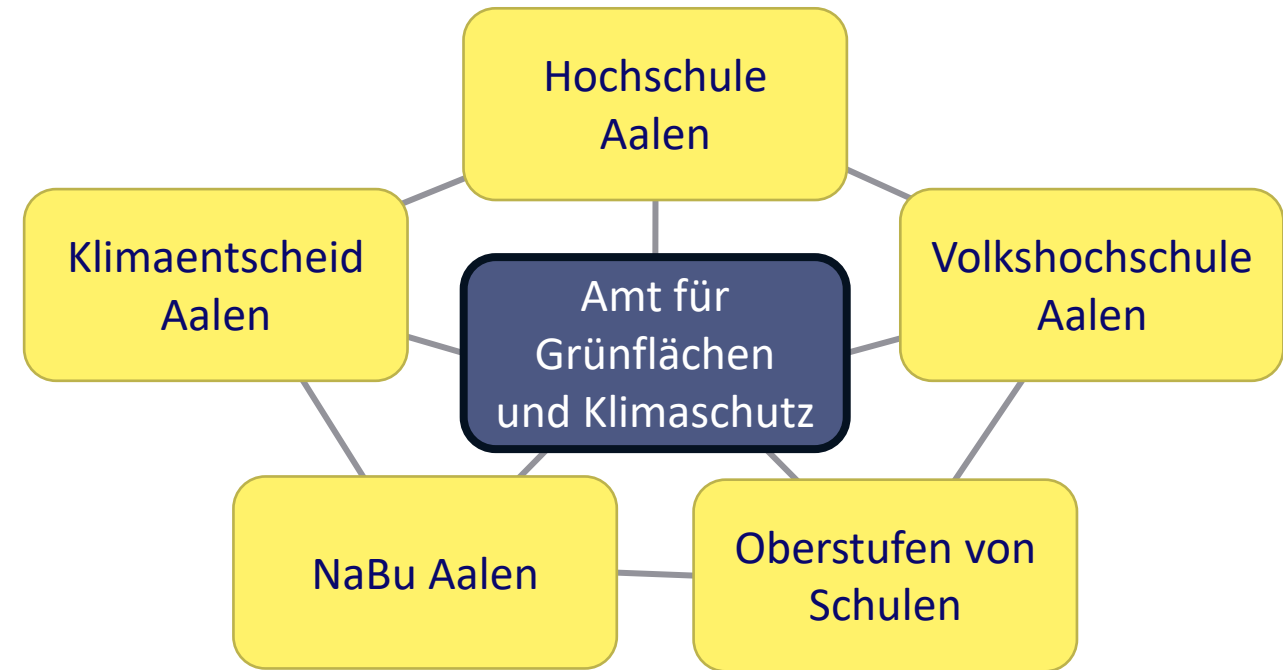 Hochschule
Aalen
Klimaentscheid
Aalen
Volkshochschule
Aalen
Amt für
Grünflächen
und Klimaschutz
NaBu Aalen
Oberstufen von
Schulen